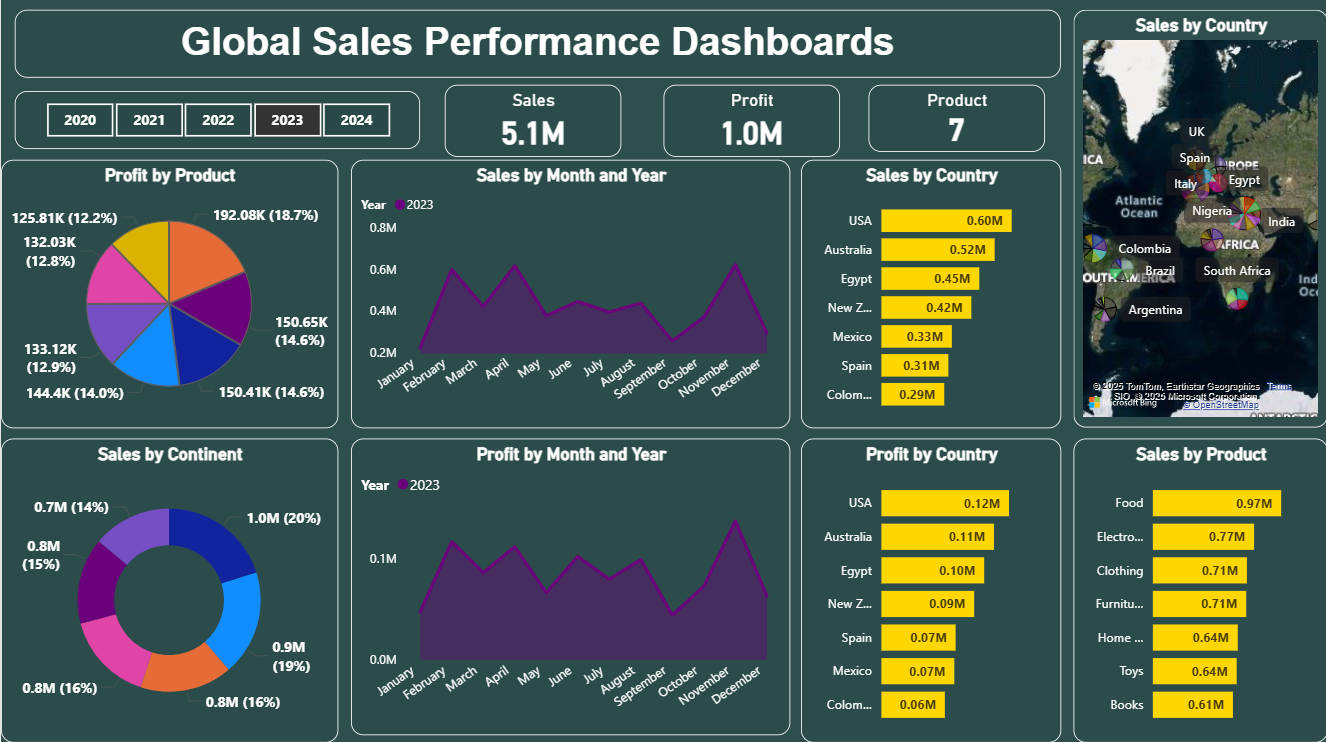 Global Sales Performance Dashboards
2020
2021
2022
2023
2024
Sales
5.1M
Profit
1.0M
Product
7
Profit by Product
125.81K (12.2%)
192.08K (18.7%)
132.03K
(12.8%)
150.65K
(14.6%)
133.12K
(12.9%)
144.4K (14.0%)
150.41K (14.6%)
Sales by Month and Year
Year 2023
0.8M
0.6M
0.4M
0.2M
January
February
March
April
May
June
July
August
September
October
November
December
Sales by Country
USA 0.60M
Australia 0.52M
Egypt 0.45M
New Z... 0.42M
Mexico 0.33M
Spain 0.31M
Colom... 0.29M
Sales by Country
UK
Spain
Italy
Egypt
Nigeria
India
AFRICA
Atlantic
Ocean
Colombia
Brazil
South Africa
Argentina
© 2025 TomTom, Earthstar Geographics
SIO, © 2025 Microsoft Corporation
Terms
© OpenStreetMap
Sales by Continent
0.7M (14%)
1.0M (20%)
0.8M
(15%)
0.9M
(19%)
0.8M (16%)
0.8M (16%)
Profit by Month and Year
Year 2023
0.1M
0.0M
January
February
March
April
May
June
July
August
September
October
November
December
Profit by Country
USA 0.12M
Australia 0.11M
Egypt 0.10M
New Z... 0.09M
Spain 0.07M
Mexico 0.07M
Colom... 0.06M
Sales by Product
Food 0.97M
Electro... 0.77M
Clothing 0.71M
Furnitu... 0.71M
Home ... 0.64M
Toys 0.64M
Books 0.61M